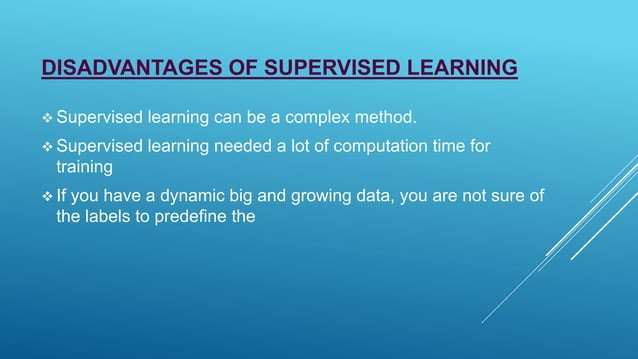 DISADVANTAGES OF SUPERVISED LEARNING
❖ Supervised learning can be a complex method.
❖ Supervised learning needed a lot of computation time for
training
❖ If you have a dynamic big and growing data, you are not sure of
the labels to predefine the